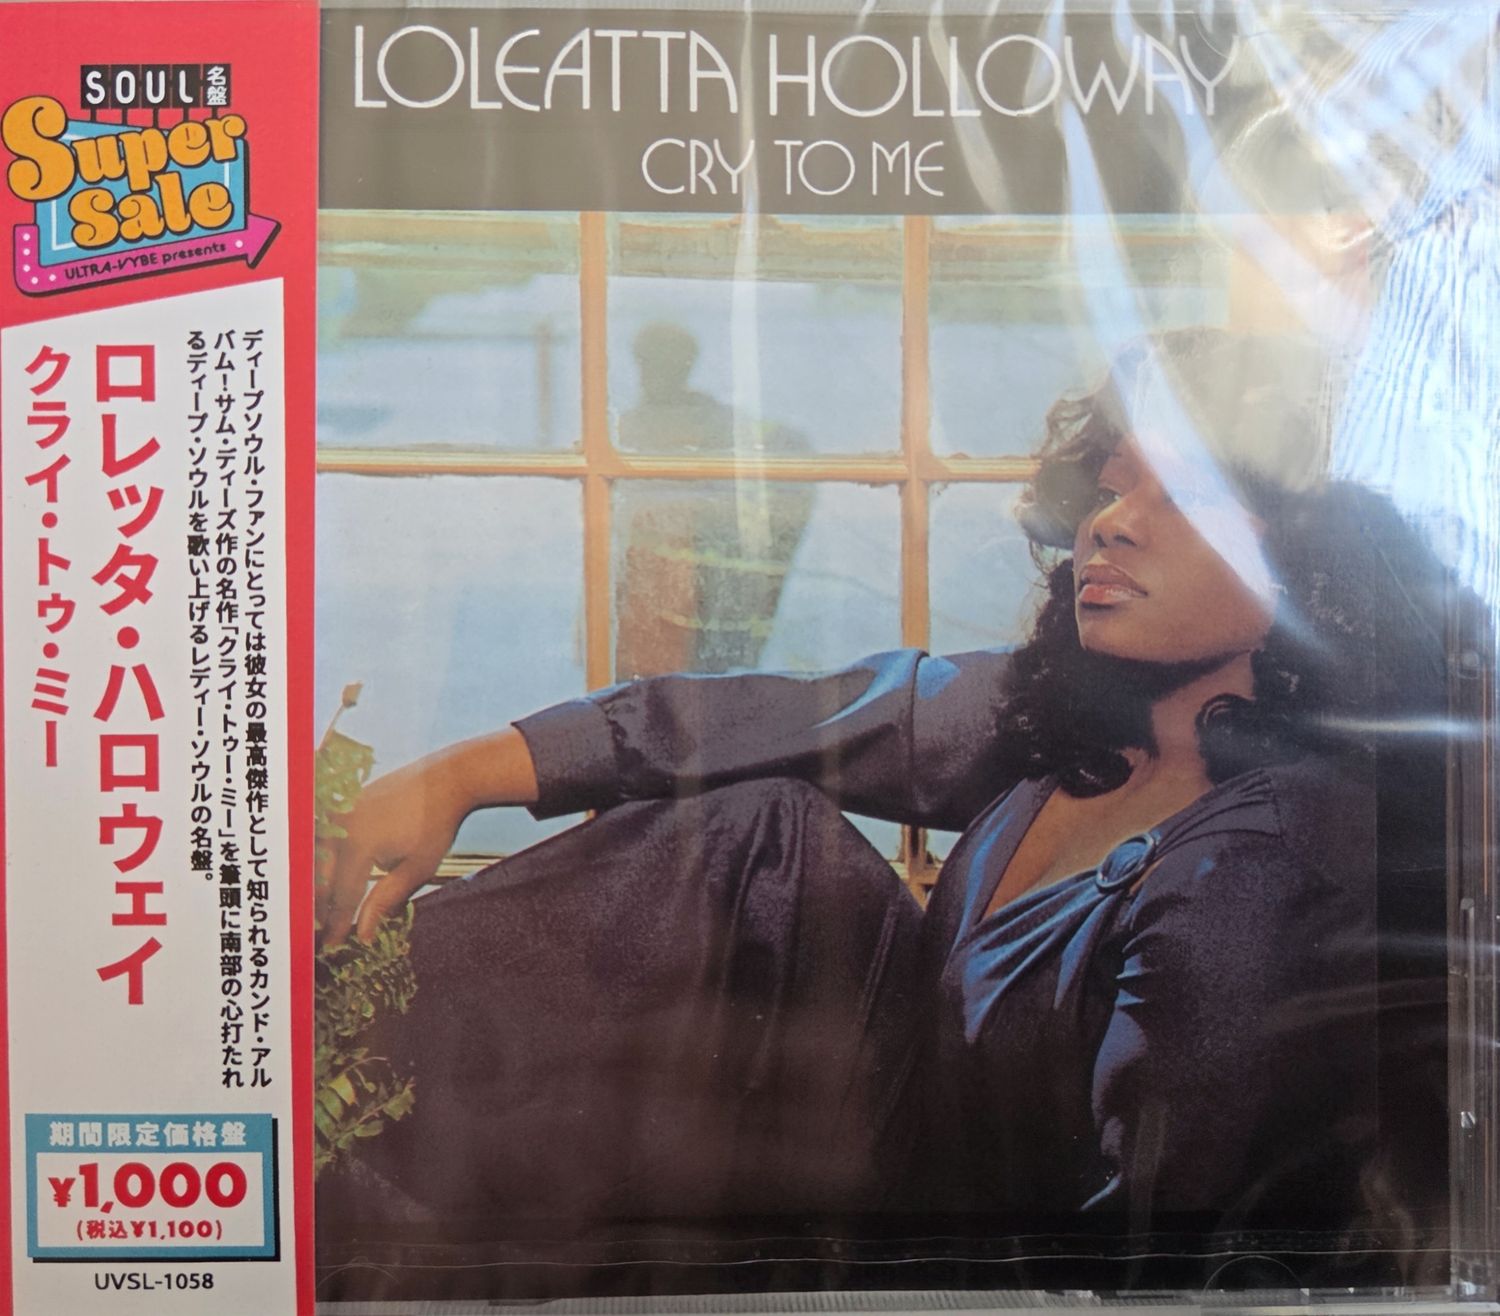 SOUL名盤
Super
Sale
ULTRA-VYBE presents
LOLEATTA HOLLOWAY
CRY TO ME
ディープソウル・ファンにとっては彼女の最高傑作として知られるカンド・アル
バム!サム・ディーズ作の名作「クライ・トゥー・ミー」を筆頭に南部の心打たれ
るディープ・ソウルを歌い上げるレディー・ソウルの名盤。
ロレッタ・ハロウェイ
クライ・トゥ・ミー
期間限定価格盤
¥1,000
(税込¥1,100)
UVSL-1058